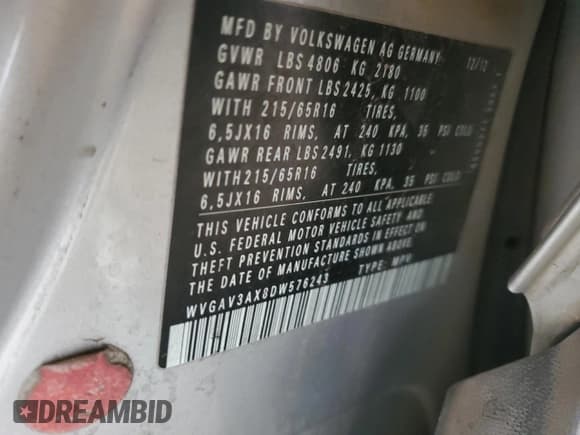 MFD BY VOLKSWAGEN AG GERMANY 12/12
GVWR LBS 4806 KG 2180
GAWR FRONT LBS 2425, KG 1100
WITH 215/65R16 TIRES,
6,5JX16 RIMS, AT 240 KPA, 35 PSI COLD
GAWR REAR LBS 2491, KG 1130
WITH 215/65R16 TIRES,
6,5JX16 RIMS, AT 240 KPA, 35 PSI COLD
THIS VEHICLE CONFORMS TO ALL APPLICABLE
U.S. FEDERAL MOTOR VEHICLE SAFETY AND
THEFT PREVENTION STANDARDS IN EFFECT ON
THE DATE OF MANUFACTURE SHOWN ABOVE.
WVGAV3AX8DW576243 TYPE: MPV
DREAMBID